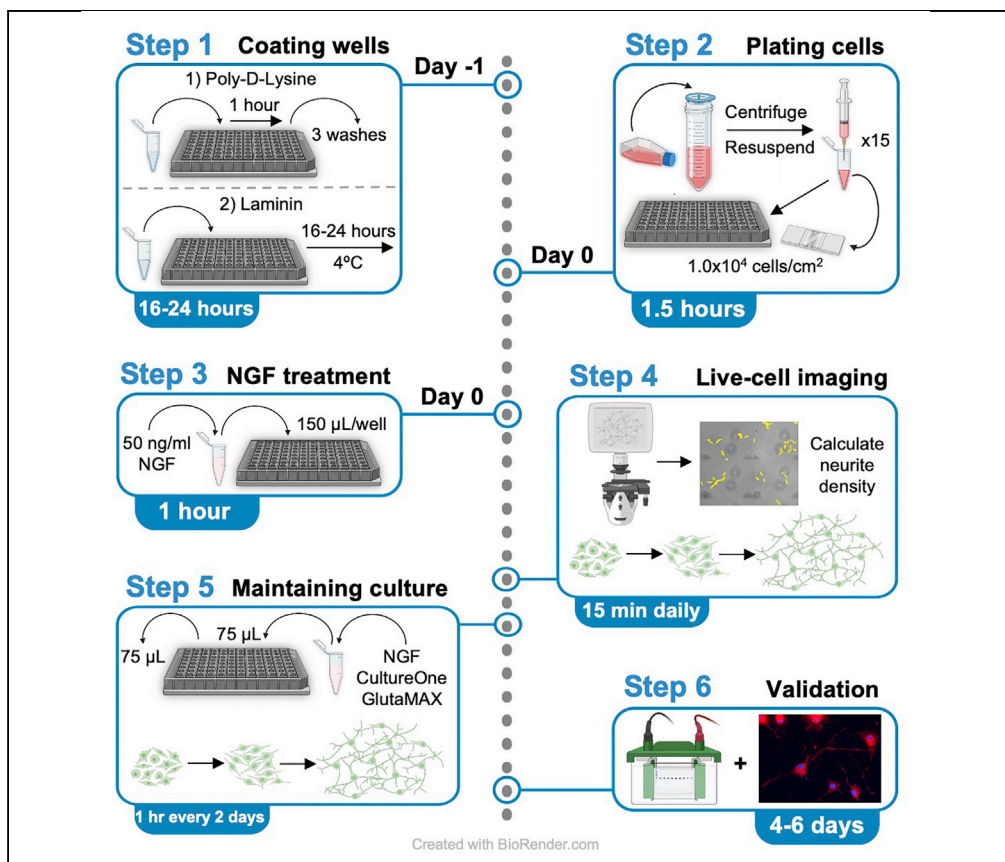 Step 1 Coating wells
1) Poly-D-Lysine
1 hour
3 washes
2) Laminin
16-24 hours
4ºC
16-24 hours
Day -1
Step 2 Plating cells
Centrifuge
Resuspend
x15
1.0x10⁴ cells/cm²
1.5 hours
Day 0
Step 3 NGF treatment
50 ng/ml
NGF
150 µL/well
1 hour
Day 0
Step 4 Live-cell imaging
Calculate
neurite
density
15 min daily
Step 5 Maintaining culture
75 µL
75 µL
NGF
CultureOne
GlutaMAX
1 hr every 2 days
Step 6 Validation
+
4-6 days
Created with BioRender.com